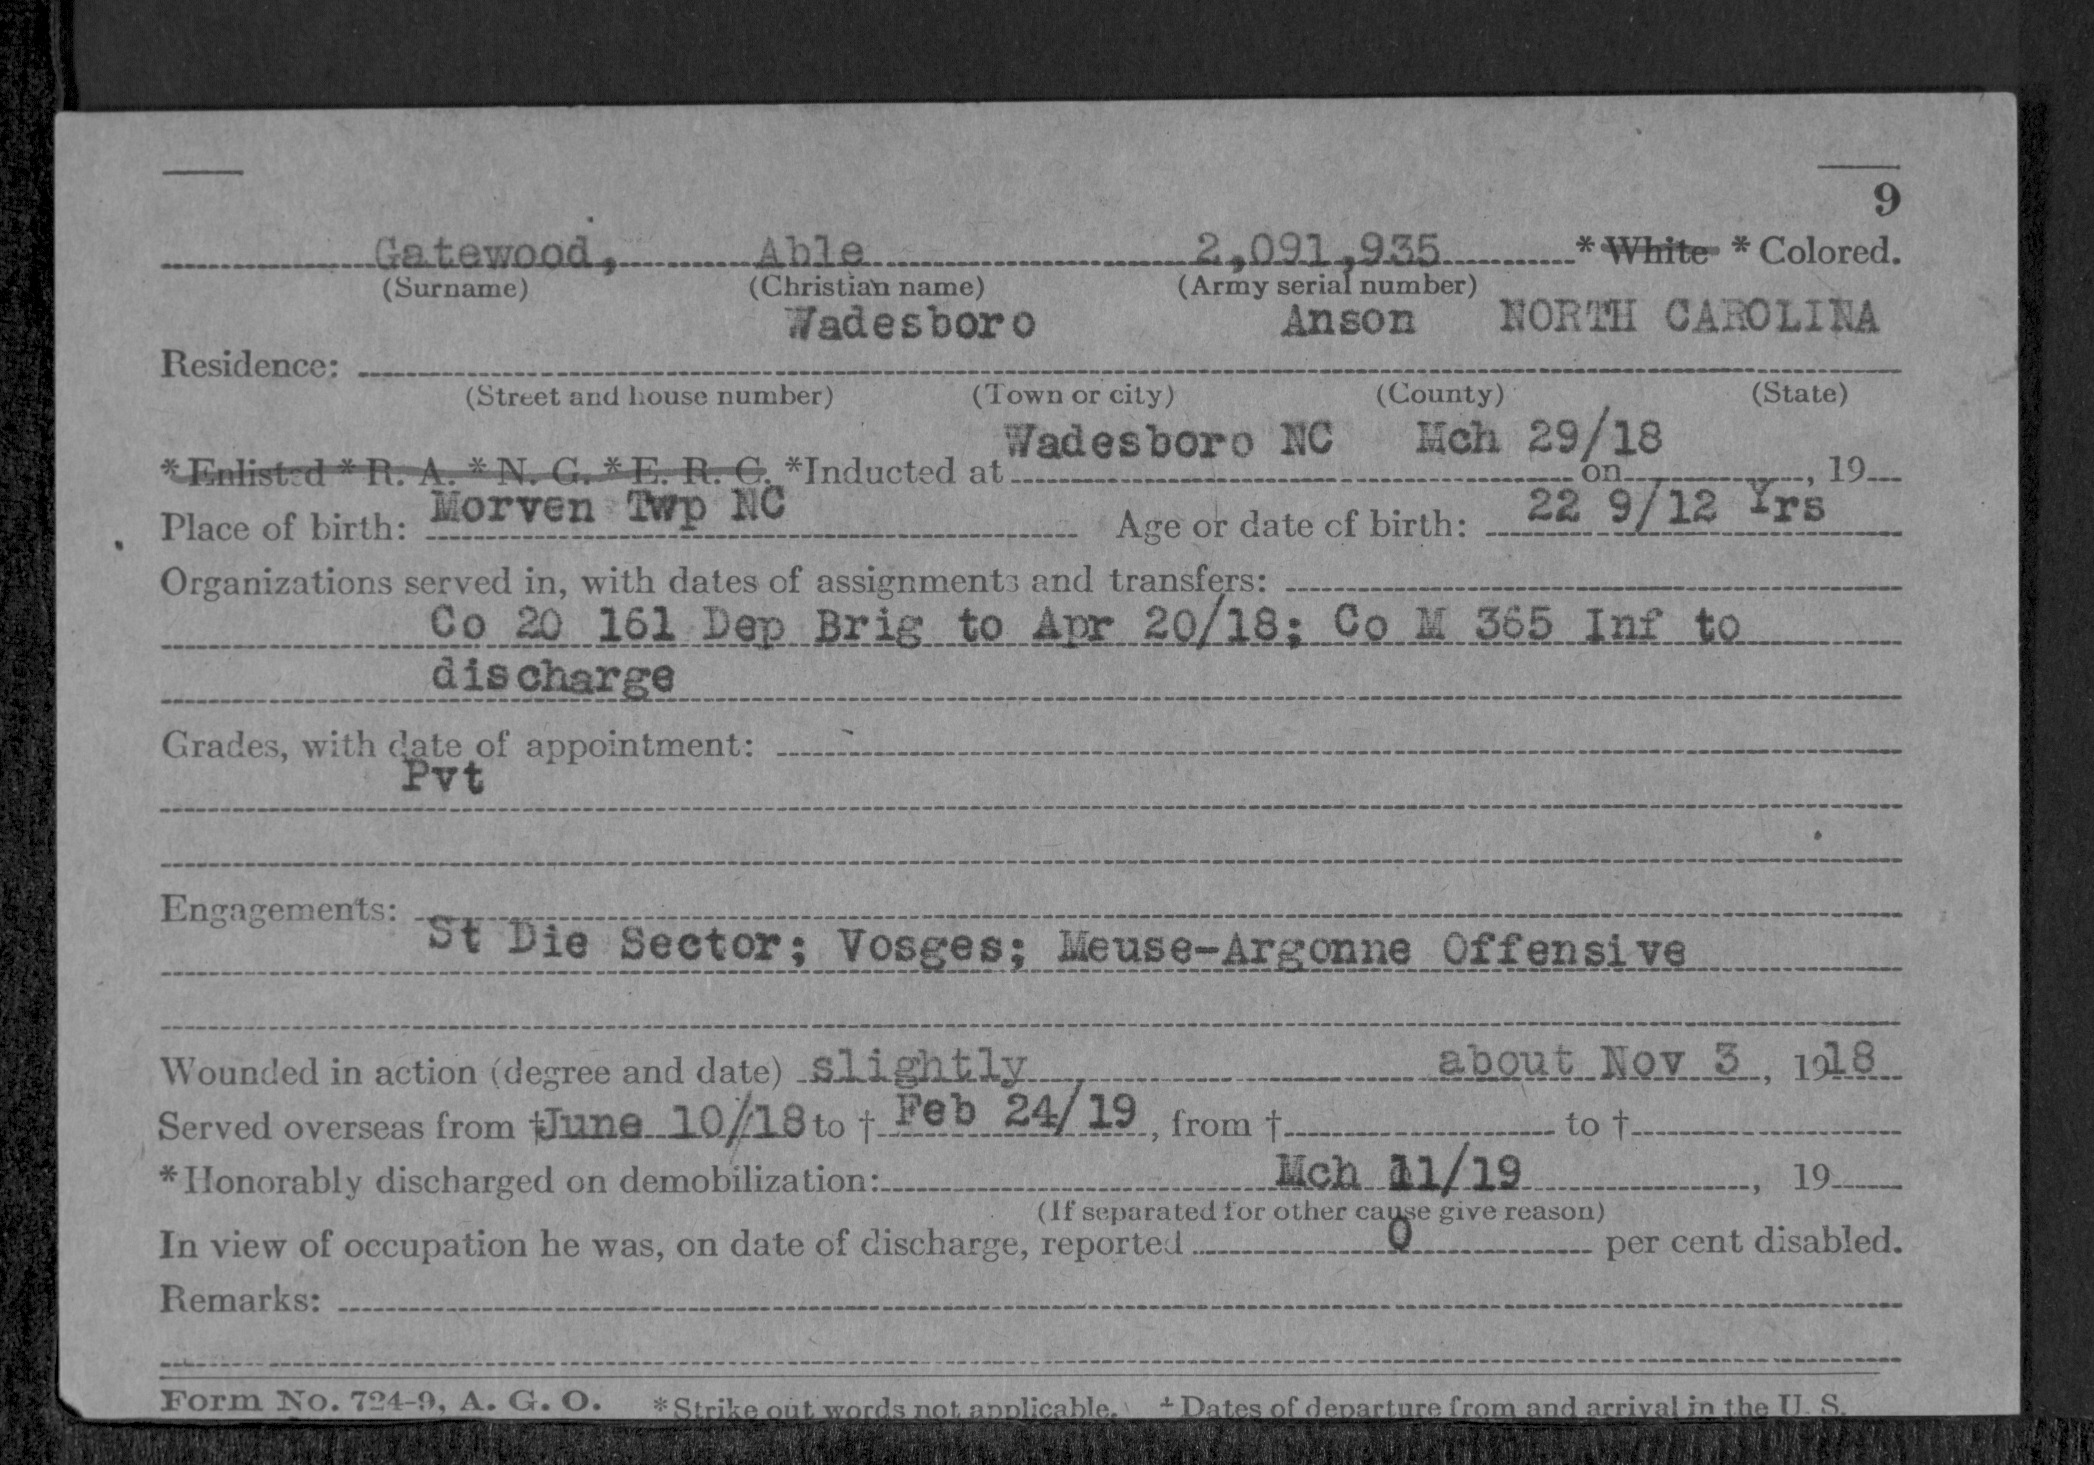 9
Gatewood, Able 2,091,935 * White * Colored.
(Surname) (Christian name) (Army serial number)
Wadesboro Anson NORTH CAROLINA
Residence:
(Street and house number) (Town or city) (County) (State)
Wadesboro NC Mch 29/18
* Enlisted * R. A. * N. G. * E. R. C. *Inducted at on , 19
Morven Twp NC 22 9/12 Yrs
Place of birth: Age or date of birth:
Organizations served in, with dates of assignments and transfers:
Co 20 161 Dep Brig to Apr 20/18; Co M 365 Inf to
discharge
Grades, with date of appointment:
Pvt
Engagements:
St Die Sector; Vosges; Meuse-Argonne Offensive
Wounded in action (degree and date) slightly about Nov 3, 1918
Served overseas from †June 10/18 to † Feb 24/19, from † to †
*Honorably discharged on demobilization: Mch 11/19 , 19
(If separated for other cause give reason)
In view of occupation he was, on date of discharge, reported 0 per cent disabled.
Remarks:
Form No. 724-9, A. G. O. *Strike out words not applicable. † Dates of departure from and arrival in the U. S.